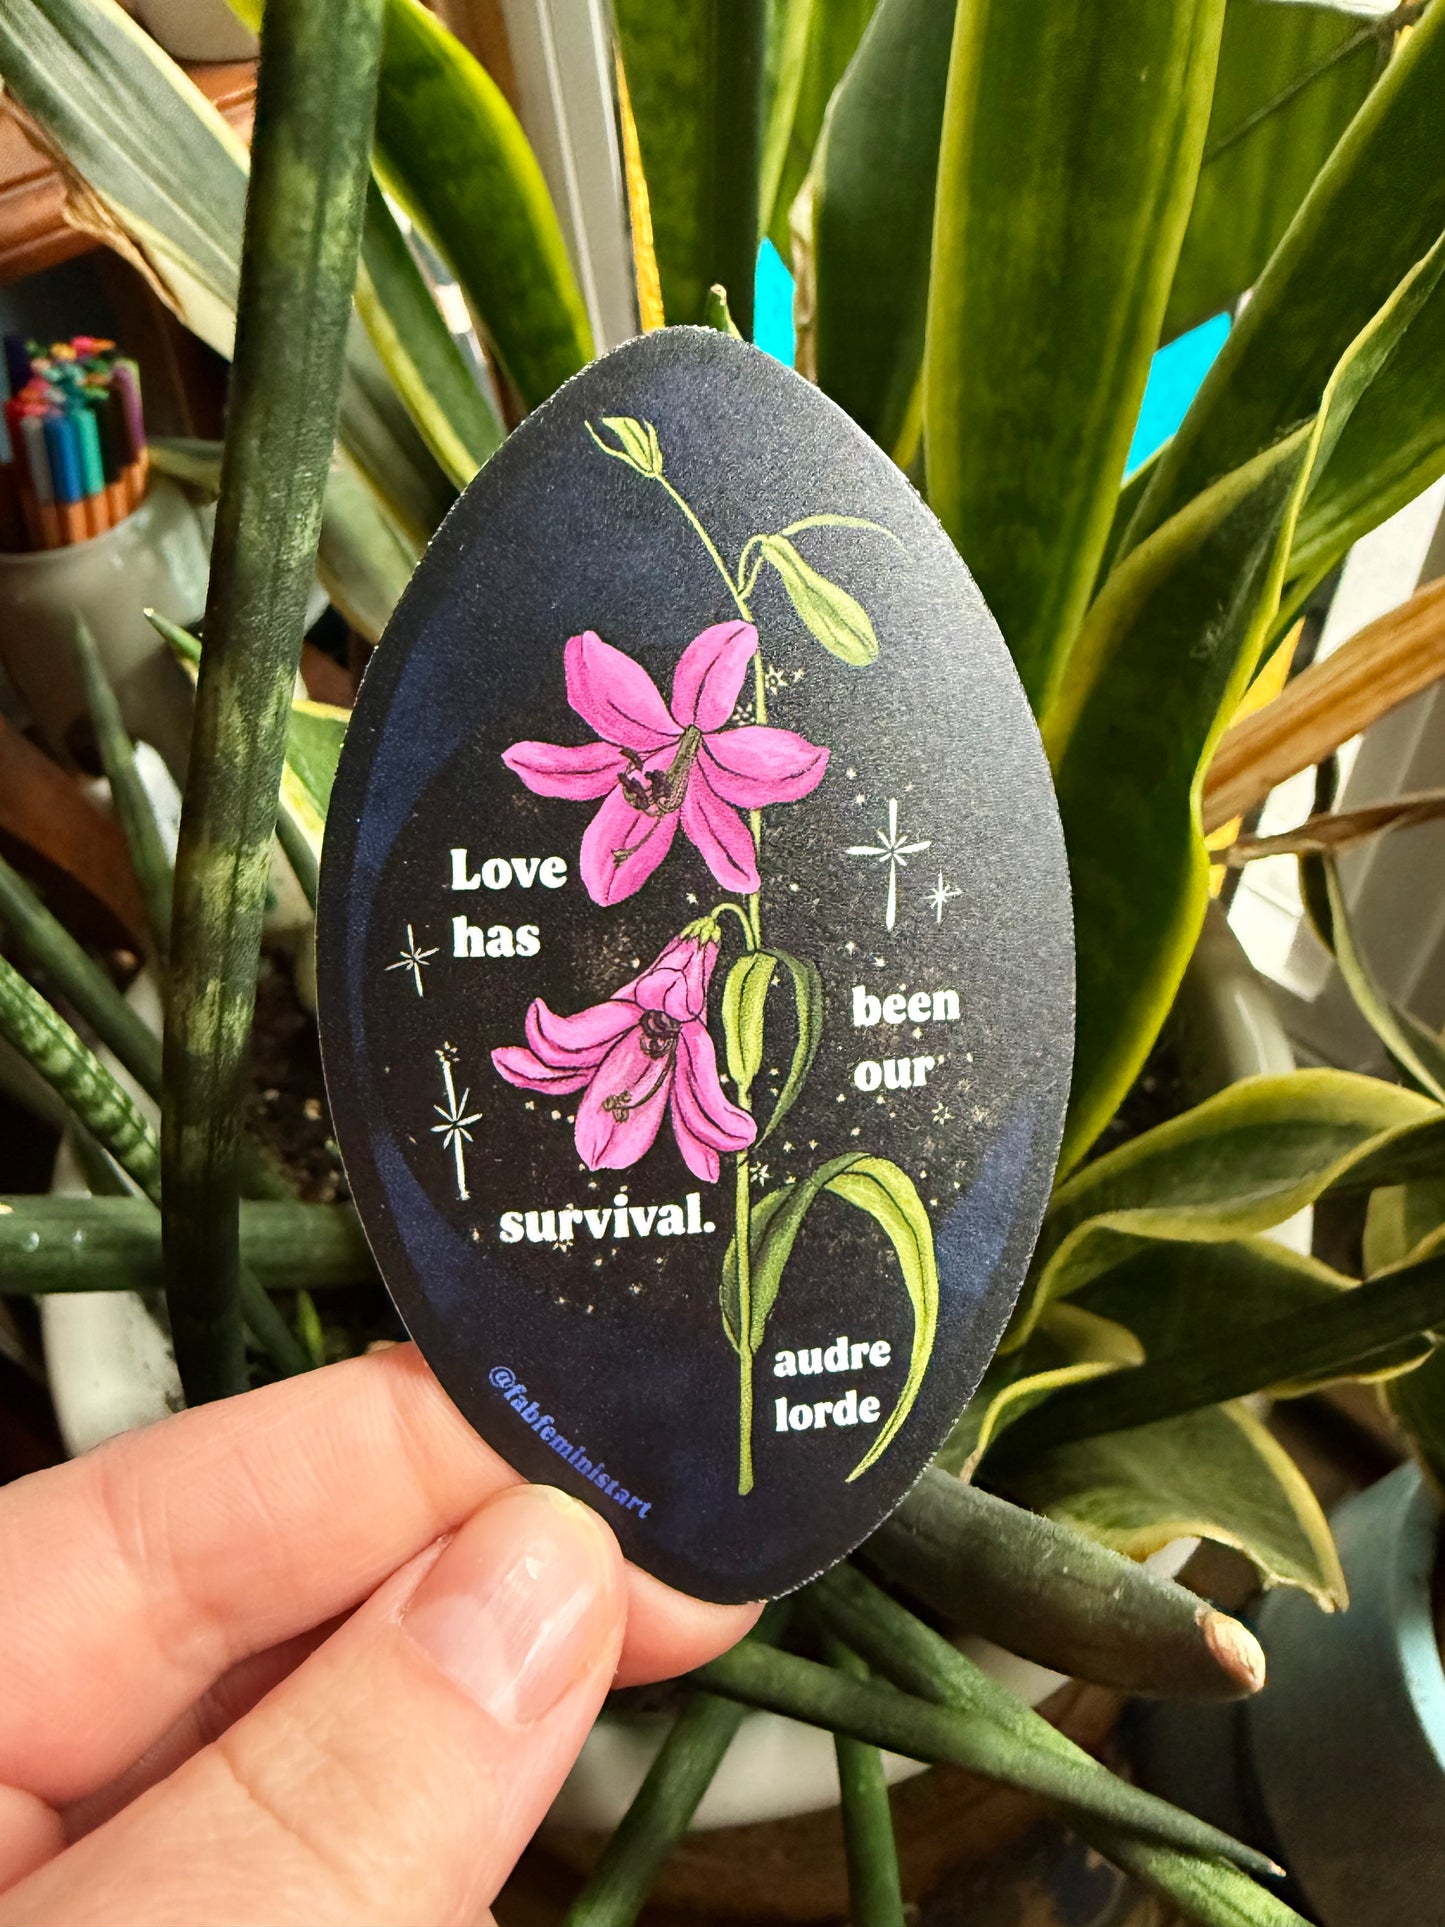 Love
has
been
our
survival.
audre
lorde
@fabfeministart